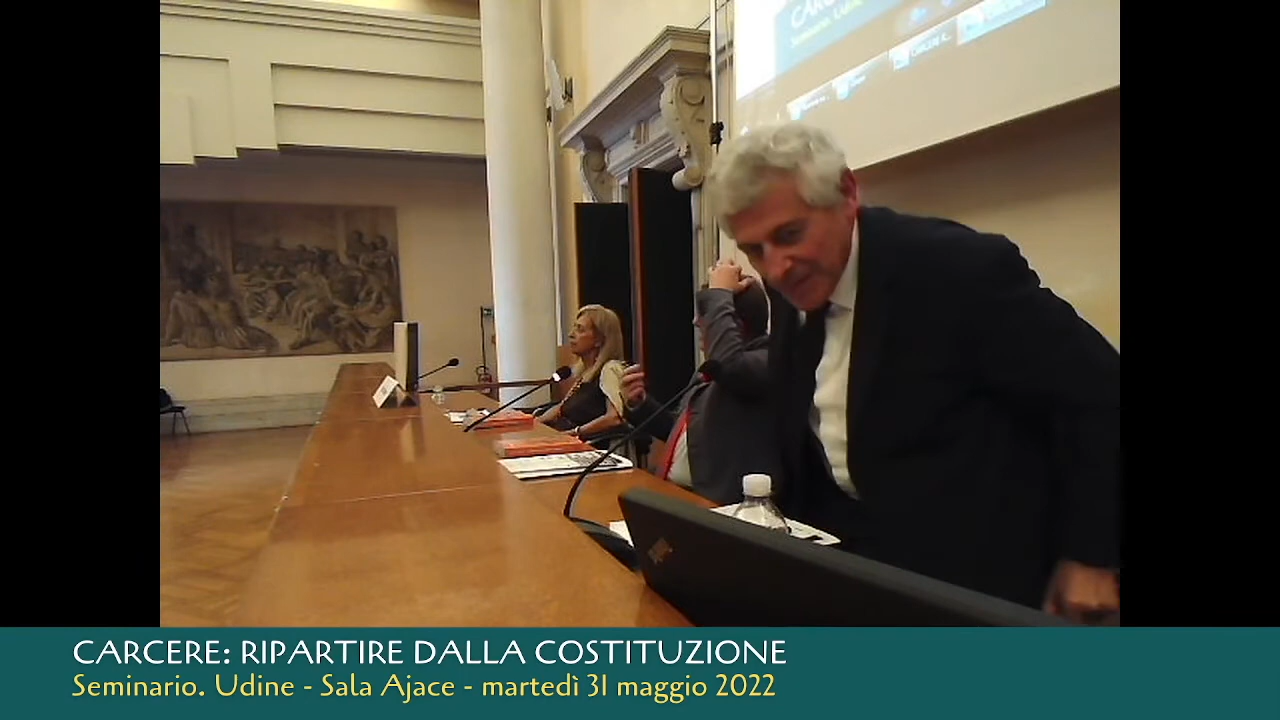 CARCERE: RIPARTIRE DALLA COSTITUZIONE
Seminario. Udine - Sala Ajace - martedì 31 maggio 2022